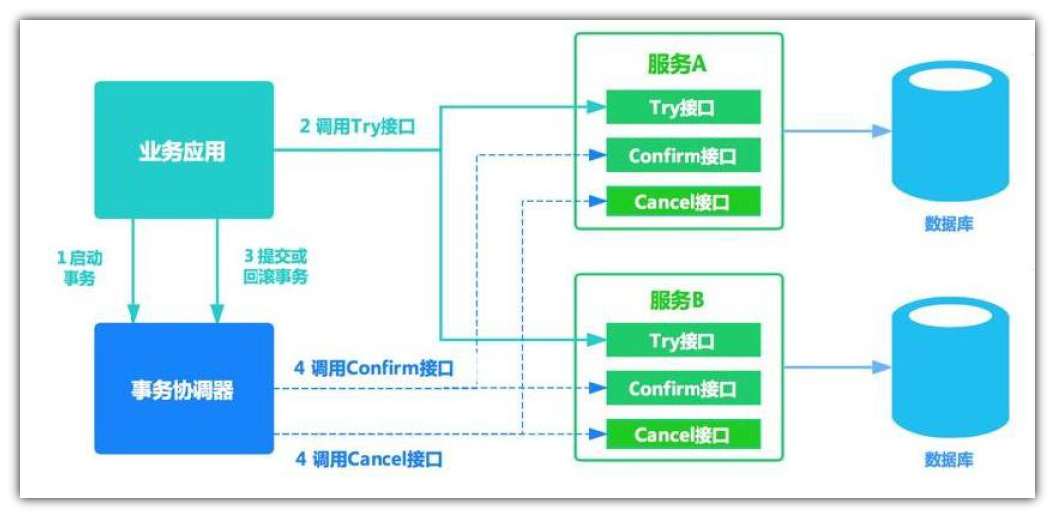 业务应用
1 启动
事务
3 提交或
回滚事务
事务协调器
2 调用Try接口
4 调用Confirm接口
4 调用Cancel接口
服务A
Try接口
Confirm接口
Cancel接口
数据库
服务B
Try接口
Confirm接口
Cancel接口
数据库